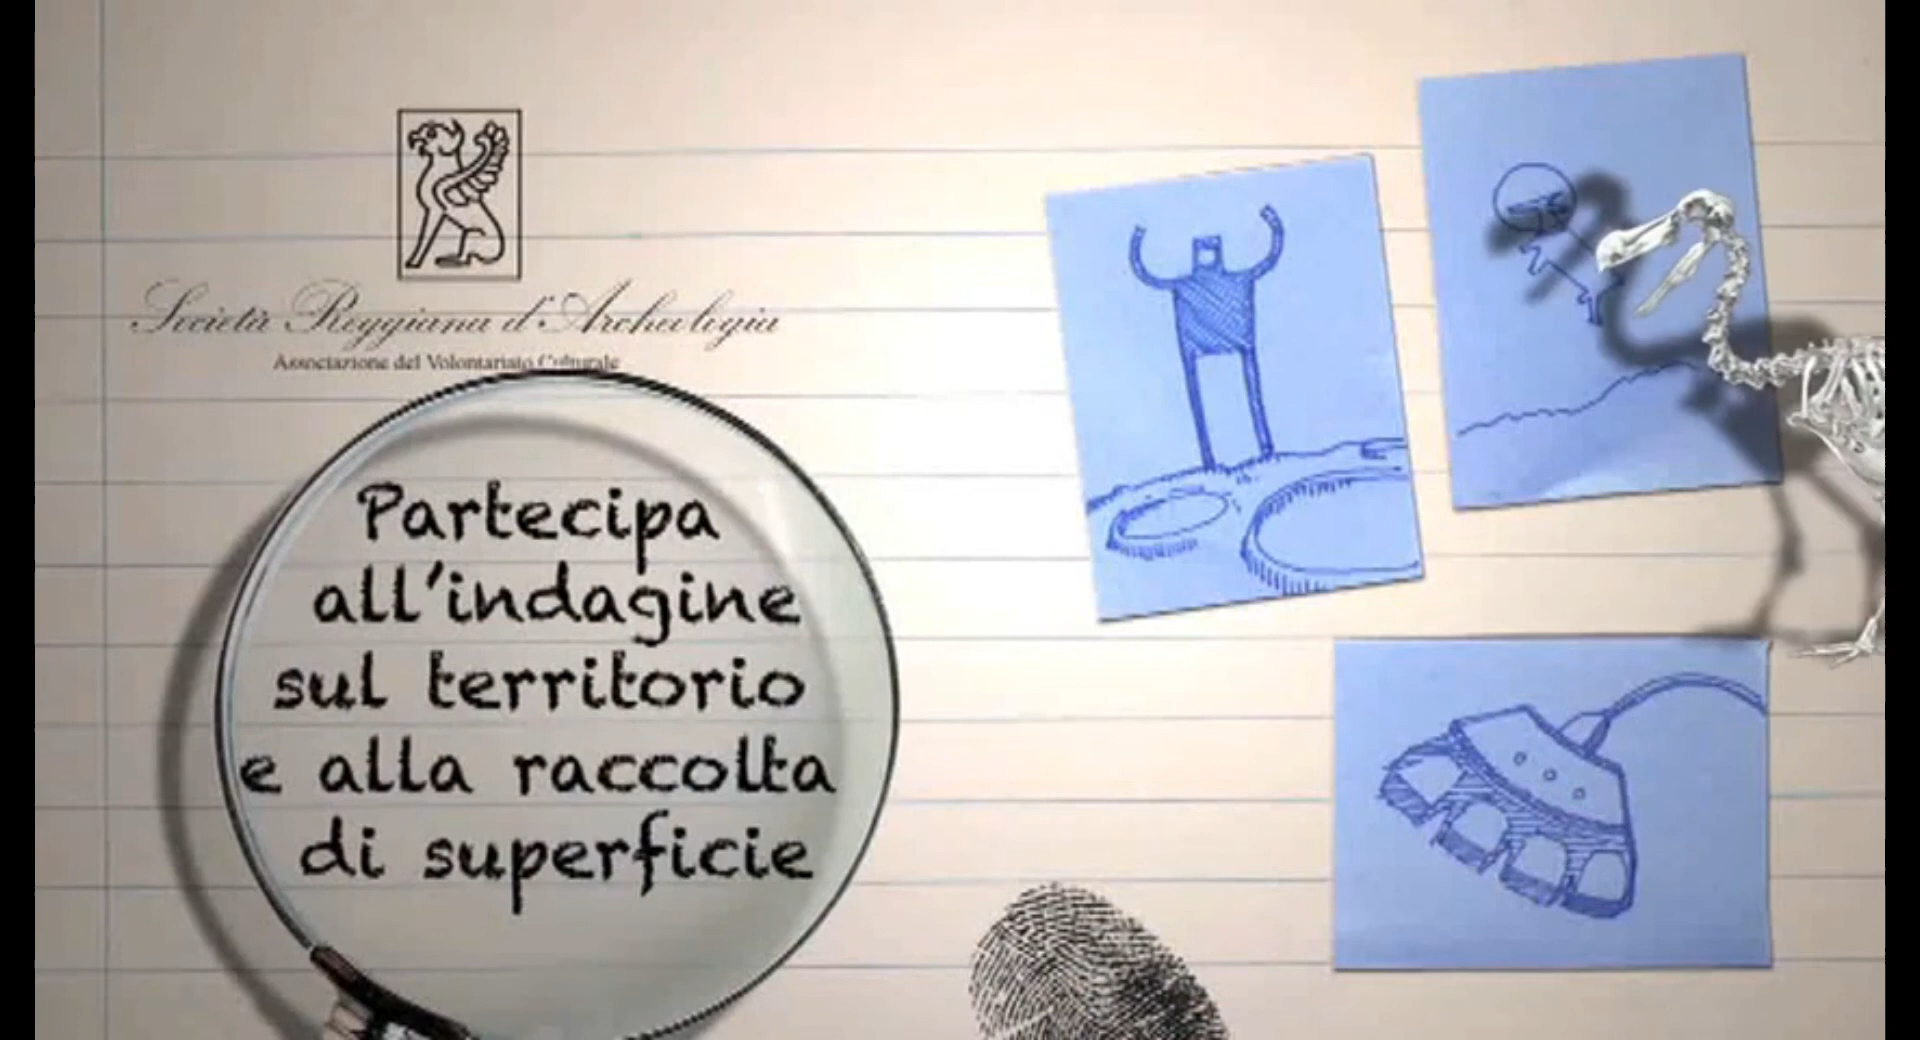 Società Reggiana d'Archeologia
Associazione del Volontariato Culturale
Partecipa
all'indagine
sul territorio
e alla raccolta
di superficie